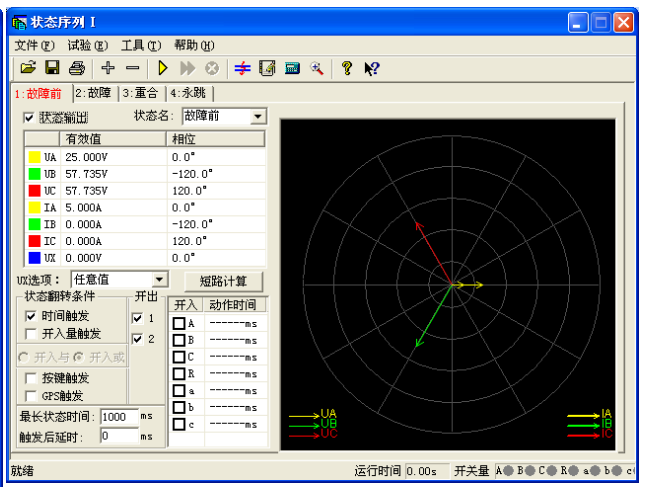 状态序列 I
文件(F) 试验(E) 工具(T) 帮助(H)
1:故障前 2:故障 3:重合 4:永跳
状态输出 状态名: 故障前
有效值 相位
UA 25.000V 0.0°
UB 57.735V -120.0°
UC 57.735V 120.0°
IA 5.000A 0.0°
IB 0.000A -120.0°
IC 0.000A 120.0°
UX 0.000V 0.0°
UX选项: 任意值 短路计算
状态翻转条件 开出 开入 动作时间
时间触发 1 A ------ms
开入量触发 2 B ------ms
开入与 开入或 C ------ms
按键触发 R ------ms
GPS触发 a ------ms
最长状态时间: 1000 ms b ------ms
触发后延时: 0 ms c ------ms
UA IA
UB IB
UC IC
就绪 运行时间 0.00s 开关量 A B C R a b c